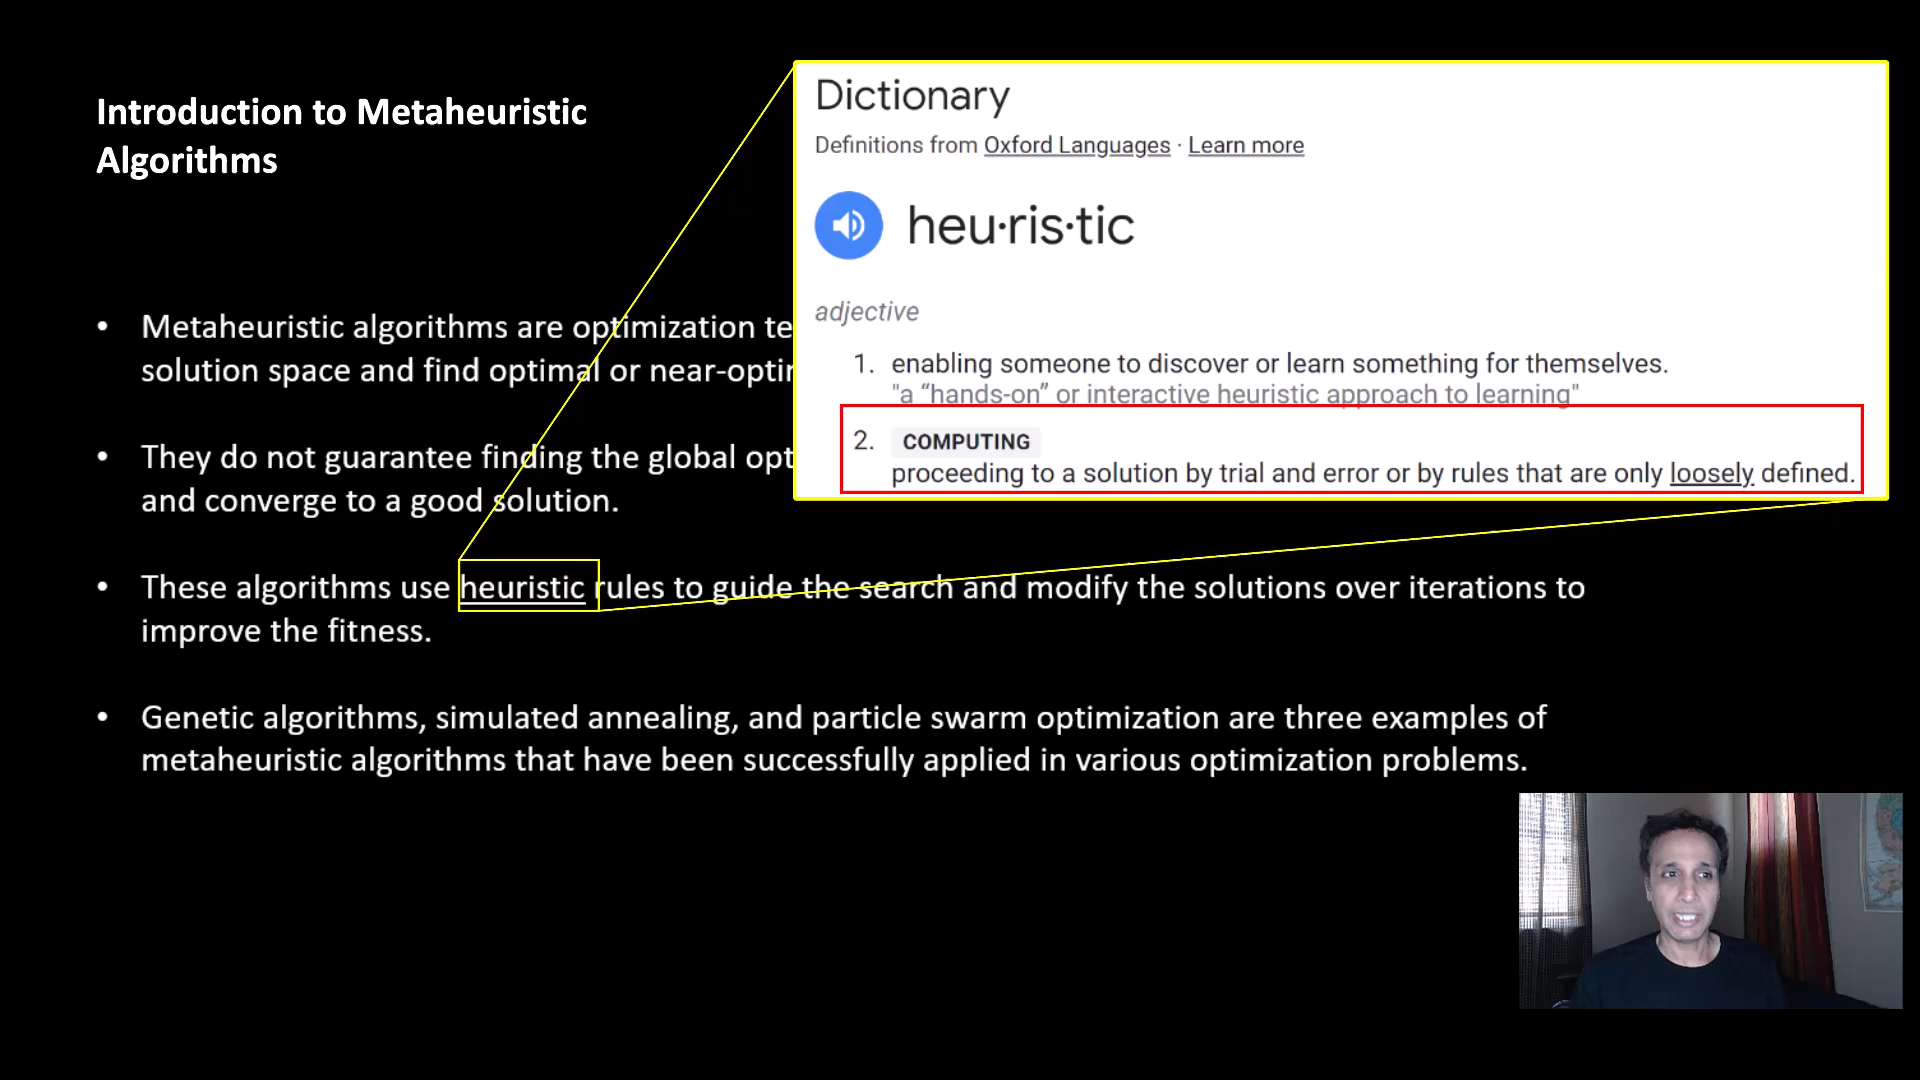 Introduction to Metaheuristic
Algorithms
Dictionary
Definitions from Oxford Languages · Learn more
heu·ris·tic
adjective
1. enabling someone to discover or learn something for themselves.
"a “hands-on” or interactive heuristic approach to learning"
2. COMPUTING
proceeding to a solution by trial and error or by rules that are only loosely defined.
• Metaheuristic algorithms are optimization
solution space and find optimal or
• They do not guarantee finding the global
and converge to a good solution.
• These algorithms use heuristic rules to guide the search and modify the solutions over iterations to
improve the fitness.
• Genetic algorithms, simulated annealing, and particle swarm optimization are three examples of
metaheuristic algorithms that have been successfully applied in various optimization problems.